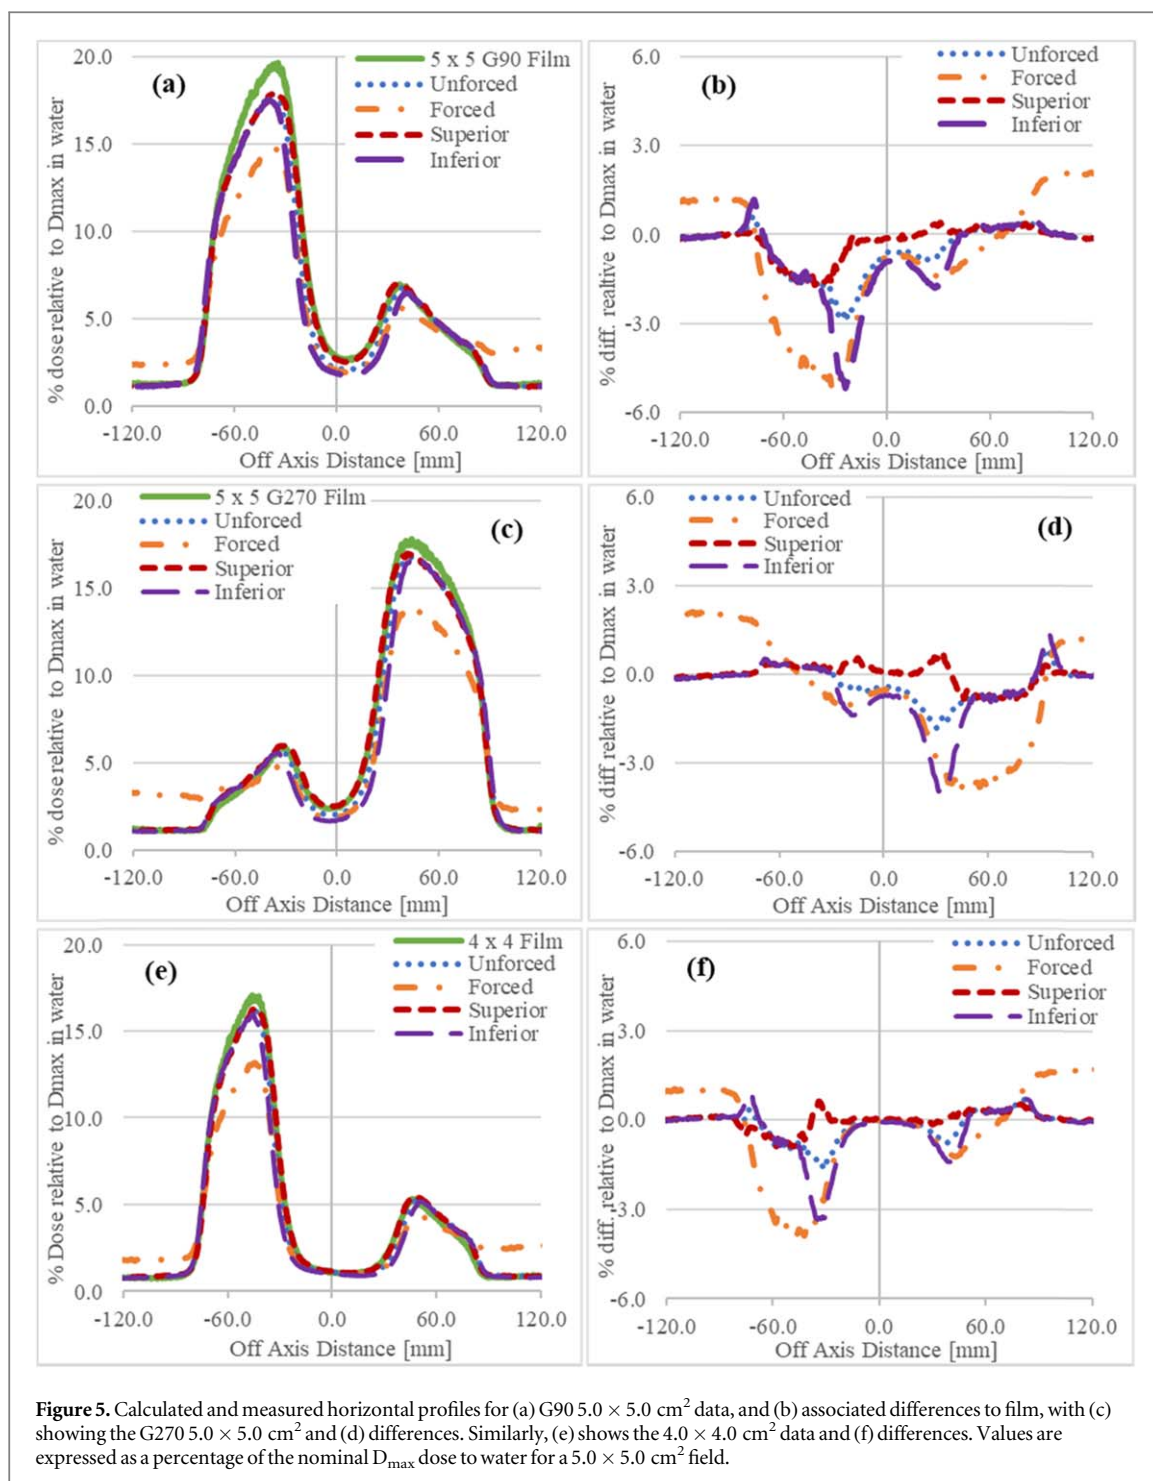 20.0
15.0
10.0
5.0
0.0
-120.0 -60.0 0.0 60.0 120.0
Off Axis Distance [mm]
% dose relative to Dmax in water
(a)
5 x 5 G90 Film
Unforced
Forced
Superior
Inferior
6.0
3.0
0.0
-3.0
-6.0
-120.0 -60.0 0.0 60.0 120.0
Off Axis Distance [mm]
% diff. realtive to Dmax in water
(b)
Unforced
Forced
Superior
Inferior
20.0
15.0
10.0
5.0
0.0
-120.0 -60.0 0.0 60.0 120.0
Off Axis Distance [mm]
% dose relative to Dmax in water
5 x 5 G270 Film
Unforced
Forced
Superior
Inferior
(c)
6.0
3.0
0.0
-3.0
-6.0
-120.0 -60.0 0.0 60.0 120.0
Off Axis Distance [mm]
% diff relative to Dmax in water
Unforced
Forced
Superior
Inferior
(d)
20.0
15.0
10.0
5.0
0.0
-120.0 -60.0 0.0 60.0 120.0
Off Axis Distance [mm]
% Dose relative to Dmax in water
(e)
4 x 4 Film
Unforced
Forced
Superior
Inferior
6.0
3.0
0.0
-3.0
-6.0
-120.0 -60.0 0.0 60.0 120.0
Off Axis Distance [mm]
% diff. relative to Dmax in water
(f)
Unforced
Forced
Superior
Inferior
Figure 5. Calculated and measured horizontal profiles for (a) G90 5.0 × 5.0 cm² data, and (b) associated differences to film, with (c)
showing the G270 5.0 × 5.0 cm² and (d) differences. Similarly, (e) shows the 4.0 × 4.0 cm² data and (f) differences. Values are
expressed as a percentage of the nominal Dmax dose to water for a 5.0 × 5.0 cm² field.